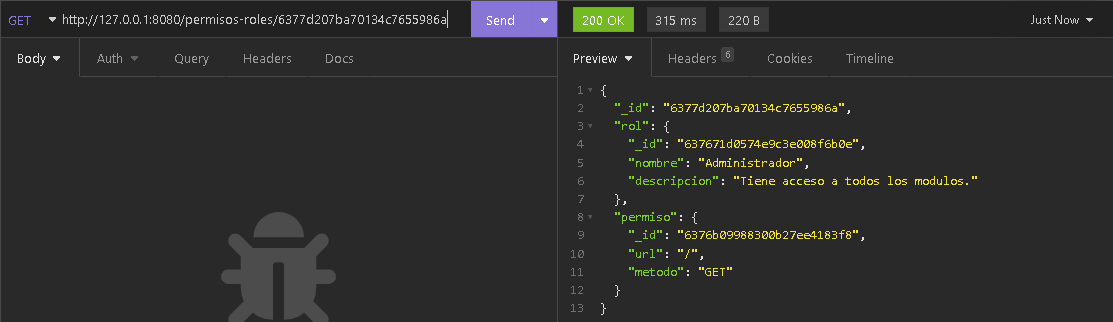 GET http://127.0.0.1:8080/permisos-roles/6377d207ba70134c7655986a Send 200 OK 315 ms 220 B Just Now
Body Auth Query Headers Docs Preview Headers 6 Cookies Timeline
1 {
2 "_id": "6377d207ba70134c7655986a",
3 "rol": {
4 "_id": "637671d0574e9c3e008f6b0e",
5 "nombre": "Administrador",
6 "descripcion": "Tiene acceso a todos los modulos."
7 },
8 "permiso": {
9 "_id": "6376b09988300b27ee4183f8",
10 "url": "/",
11 "metodo": "GET"
12 }
13 }